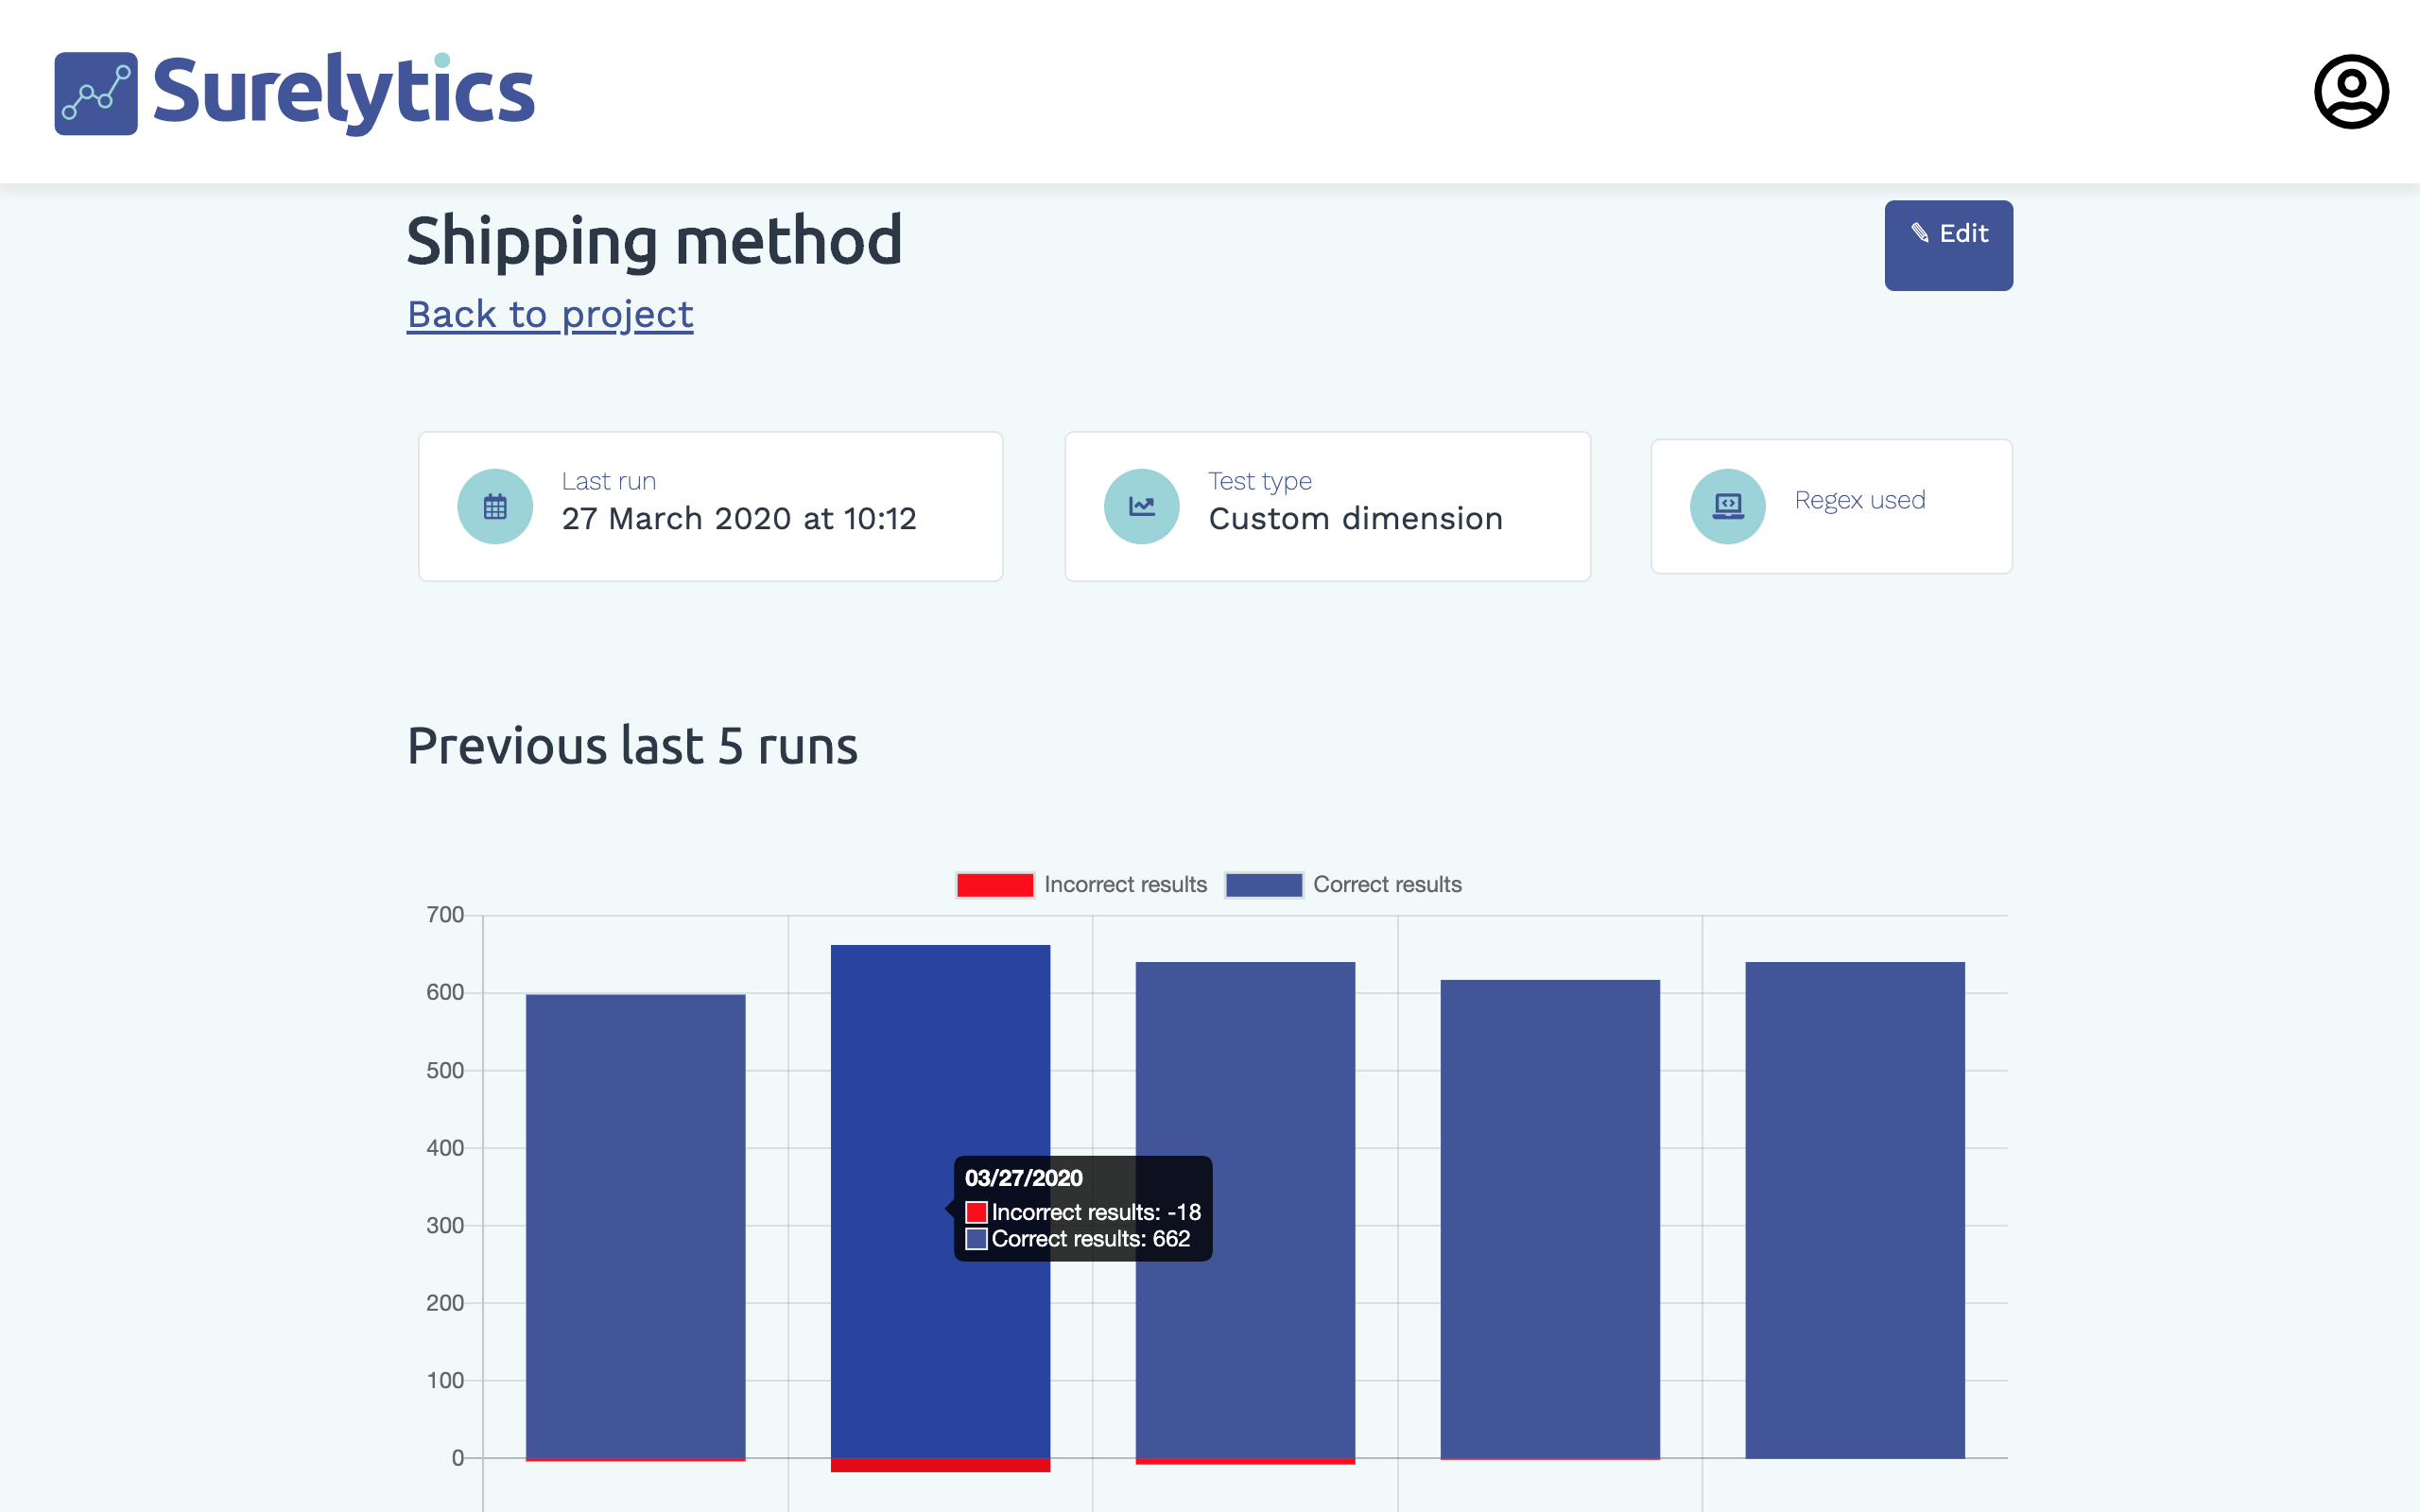 Surelytics
Shipping method
✎ Edit
Back to project
Last run
27 March 2020 at 10:12
Test type
Custom dimension
Regex used
Previous last 5 runs
Incorrect results
Correct results
700
600
500
400
300
200
100
0
03/27/2020
Incorrect results: -18
Correct results: 662